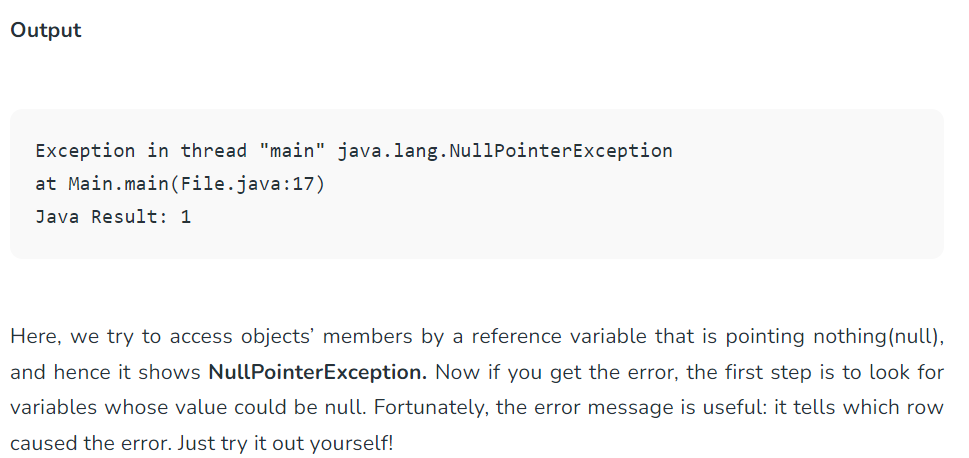 Output
Exception in thread "main" java.lang.NullPointerException
at Main.main(File.java:17)
Java Result: 1
Here, we try to access objects’ members by a reference variable that is pointing nothing(null),
and hence it shows NullPointerException. Now if you get the error, the first step is to look for
variables whose value could be null. Fortunately, the error message is useful: it tells which row
caused the error. Just try it out yourself!